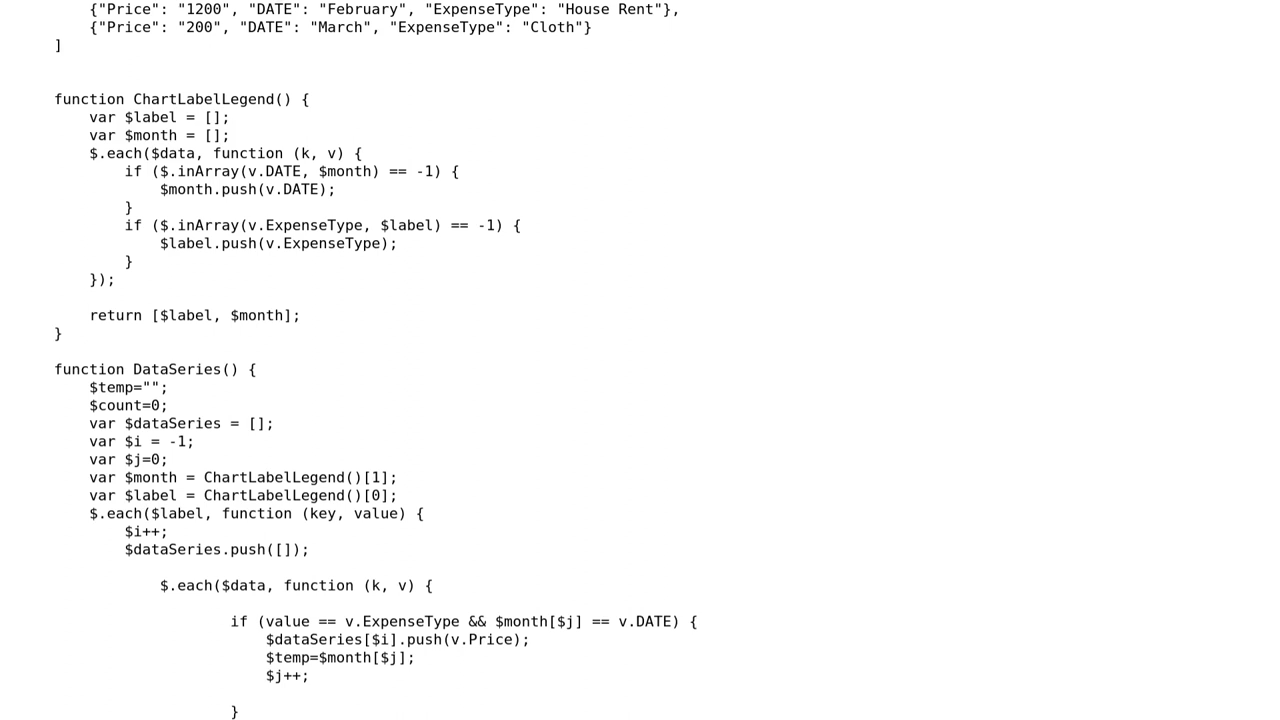 {"Price": "1200", "DATE": "February", "ExpenseType": "House Rent"},
    {"Price": "200", "DATE": "March", "ExpenseType": "Cloth"}
]
function ChartLabelLegend() {
    var $label = [];
    var $month = [];
    $.each($data, function (k, v) {
        if ($.inArray(v.DATE, $month) == -1) {
            $month.push(v.DATE);
        }
        if ($.inArray(v.ExpenseType, $label) == -1) {
            $label.push(v.ExpenseType);
        }
    });
    return [$label, $month];
}
function DataSeries() {
    $temp="";
    $count=0;
    var $dataSeries = [];
    var $i = -1;
    var $j=0;
    var $month = ChartLabelLegend()[1];
    var $label = ChartLabelLegend()[0];
    $.each($label, function (key, value) {
        $i++;
        $dataSeries.push([]);
            $.each($data, function (k, v) {
                    if (value == v.ExpenseType && $month[$j] == v.DATE) {
                        $dataSeries[$i].push(v.Price);
                        $temp=$month[$j];
                        $j++;
                    }